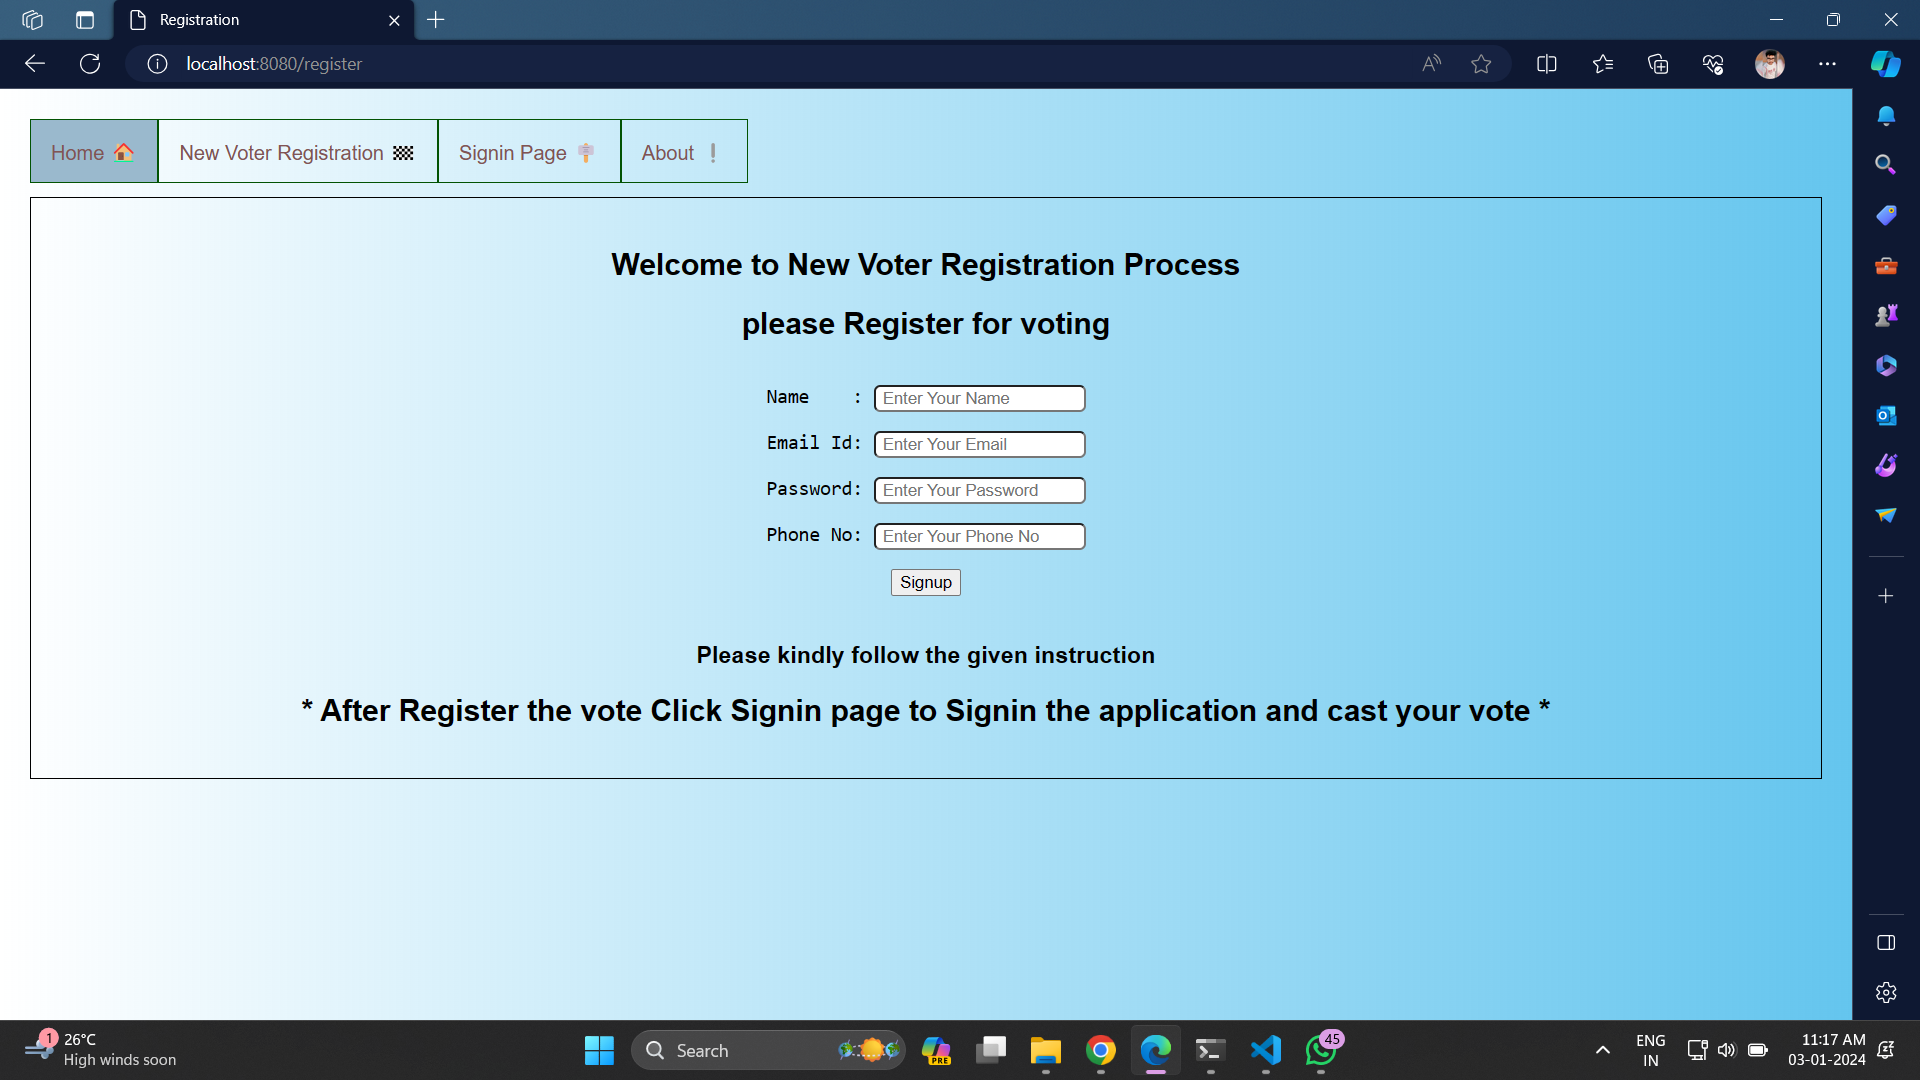 Registration
localhost:8080/register
Home New Voter Registration Signin Page About
Welcome to New Voter Registration Process
please Register for voting
Name : Enter Your Name
Email Id: Enter Your Email
Password: Enter Your Password
Phone No: Enter Your Phone No
Signup
Please kindly follow the given instruction
* After Register the vote Click Signin page to Signin the application and cast your vote *
1
26°C
High winds soon
Search
PRE
45
ENG
IN
11:17 AM
03-01-2024